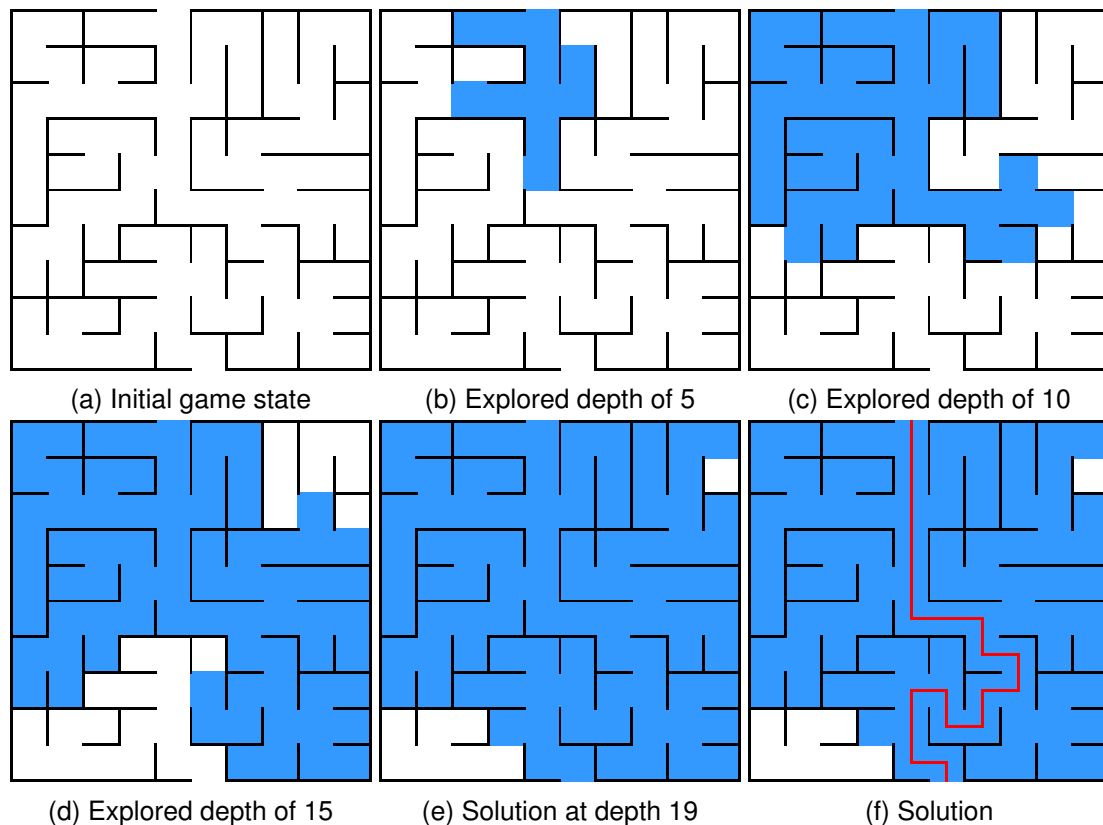 (a) Initial game state
(b) Explored depth of 5
(c) Explored depth of 10
(d) Explored depth of 15
(e) Solution at depth 19
(f) Solution